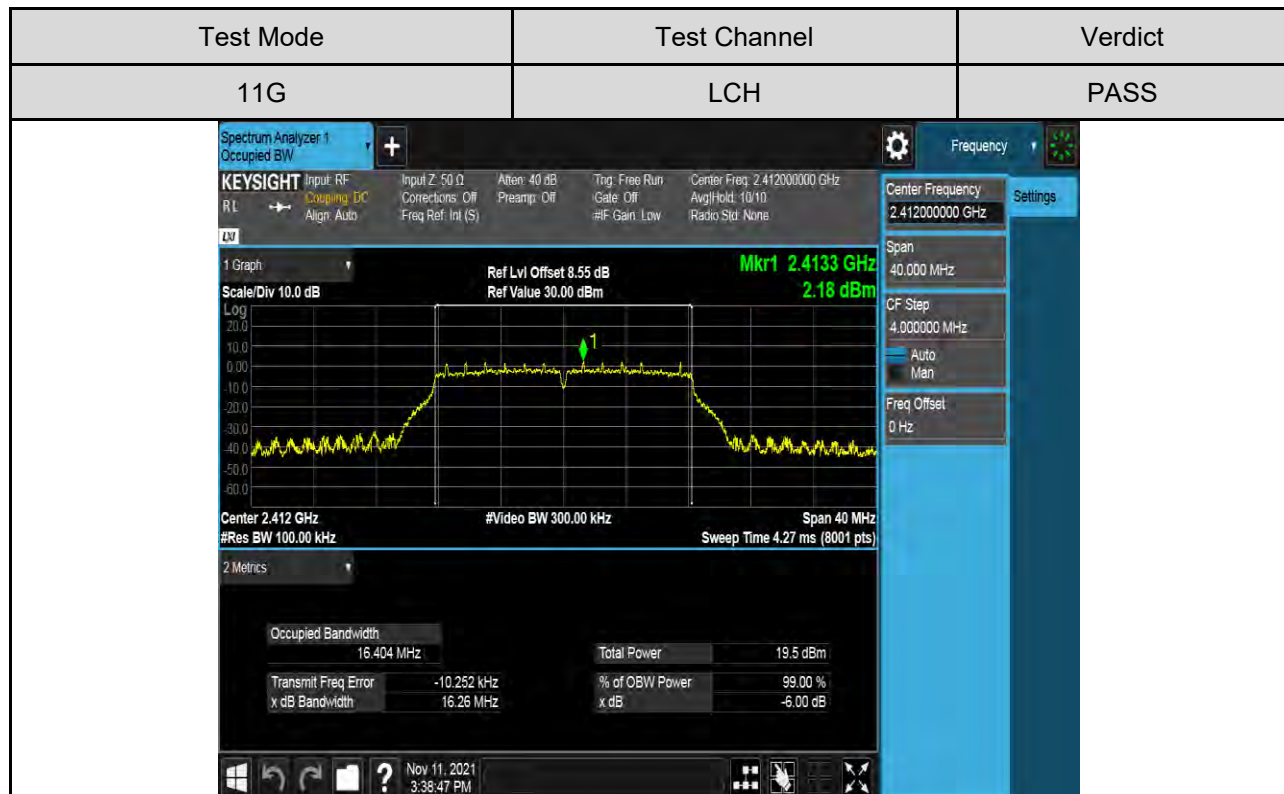 Test Mode Test Channel Verdict
11G LCH PASS
Spectrum Analyzer 1
Occupied BW
+
Frequency
KEYSIGHT Input: RF Input Z: 50 Ω Atten: 40 dB Trig: Free Run Center Freq: 2.412000000 GHz
RL Coupling: DC Corrections: Off Preamp: Off Gate: Off Avg|Hold: 10/10
Align: Auto Freq Ref: Int (S) #IF Gain: Low Radio Std: None
LXI
Center Frequency
2.412000000 GHz
Settings
Span
40.000 MHz
CF Step
4.000000 MHz
Auto
Man
Freq Offset
0 Hz
1 Graph
Scale/Div 10.0 dB
Ref Lvl Offset 8.55 dB
Ref Value 30.00 dBm
Mkr1 2.4133 GHz
2.18 dBm
Log
20.0
10.0
0.00
-10.0
-20.0
-30.0
-40.0
-50.0
-60.0
1
Center 2.412 GHz #Video BW 300.00 kHz Span 40 MHz
#Res BW 100.00 kHz Sweep Time 4.27 ms (8001 pts)
2 Metrics
Occupied Bandwidth
16.404 MHz Total Power 19.5 dBm
Transmit Freq Error -10.252 kHz % of OBW Power 99.00 %
x dB Bandwidth 16.26 MHz x dB -6.00 dB
?
Nov 11, 2021
3:38:47 PM